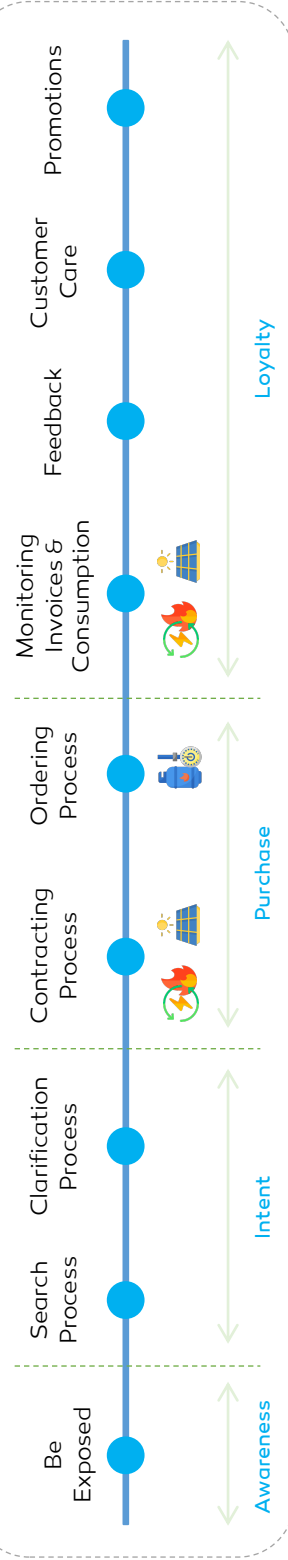 Be
Exposed
Search
Process
Clarification
Process
Contracting
Process
Ordering
Process
Monitoring
Invoices &
Consumption
Feedback
Customer
Care
Promotions
Awareness
Intent
Purchase
Loyalty